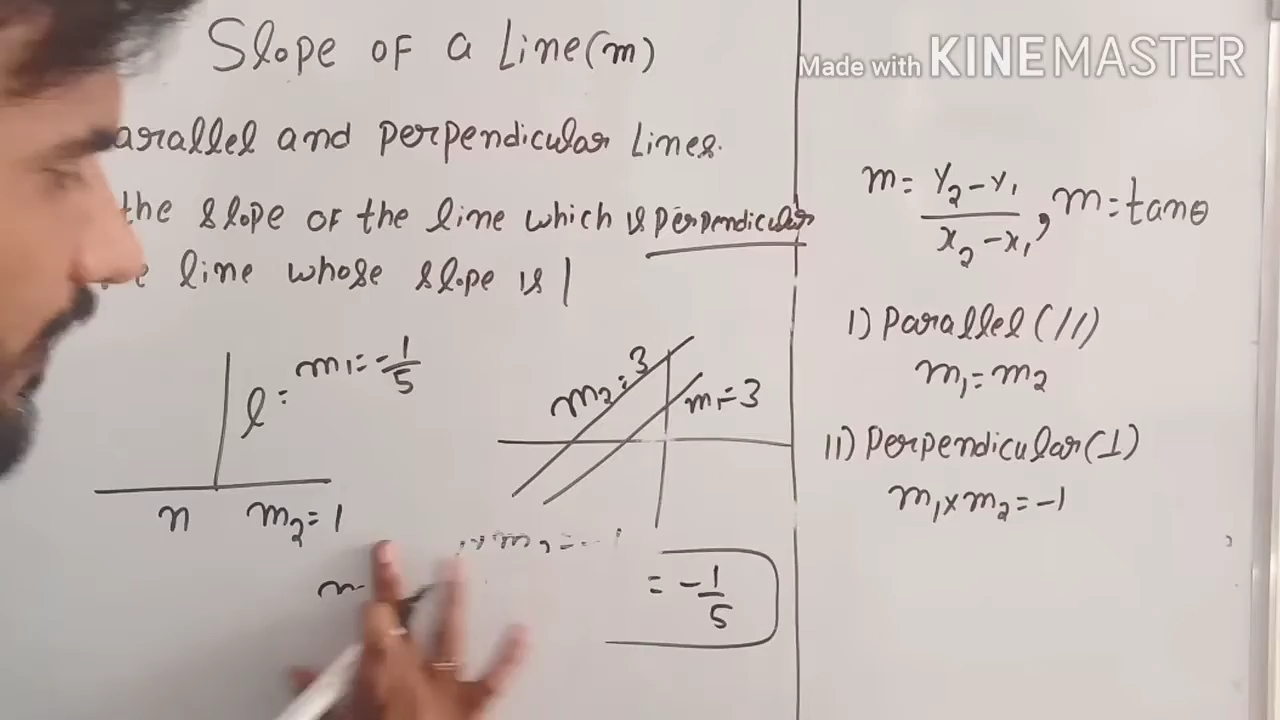 Slope of a Line(m)
Made with KINEMASTER
arallel and perpendicular Lines.
the slope of the line which is perpendicular
line whose slope is 1
m = y₂-y₁/x₂-x₁, m = tanθ
I) Parallel (//)
m₁ = m₂
II) Perpendicular (⊥)
m₁ x m₂ = -1
l = m₁ = -1/5
n m₂ = 1
m₂ = 3
m₁ = 3
m
= -1/5